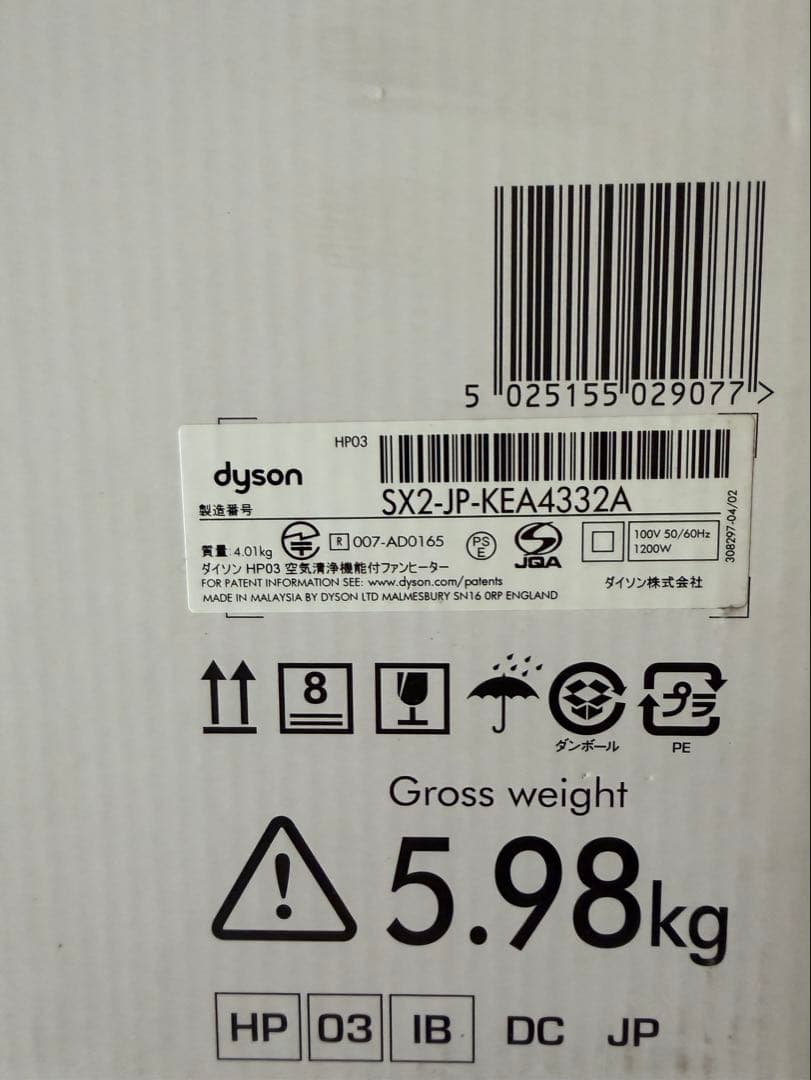 5 025155 029077 >
HP03
dyson
製造番号 SX2-JP-KEA4332A
質量: 4.01kg R 007-AD0165 PS E JQA 100V 50/60Hz 1200W
308297-04/02
ダイソン HP03 空気清浄機能付ファンヒーター
FOR PATENT INFORMATION SEE: www.dyson.com/patents
ダイソン株式会社
MADE IN MALAYSIA BY DYSON LTD MALMESBURY SN16 0RP ENGLAND
8
プラ
ダンボール PE
Gross weight
5.98kg
HP 03 IB DC JP